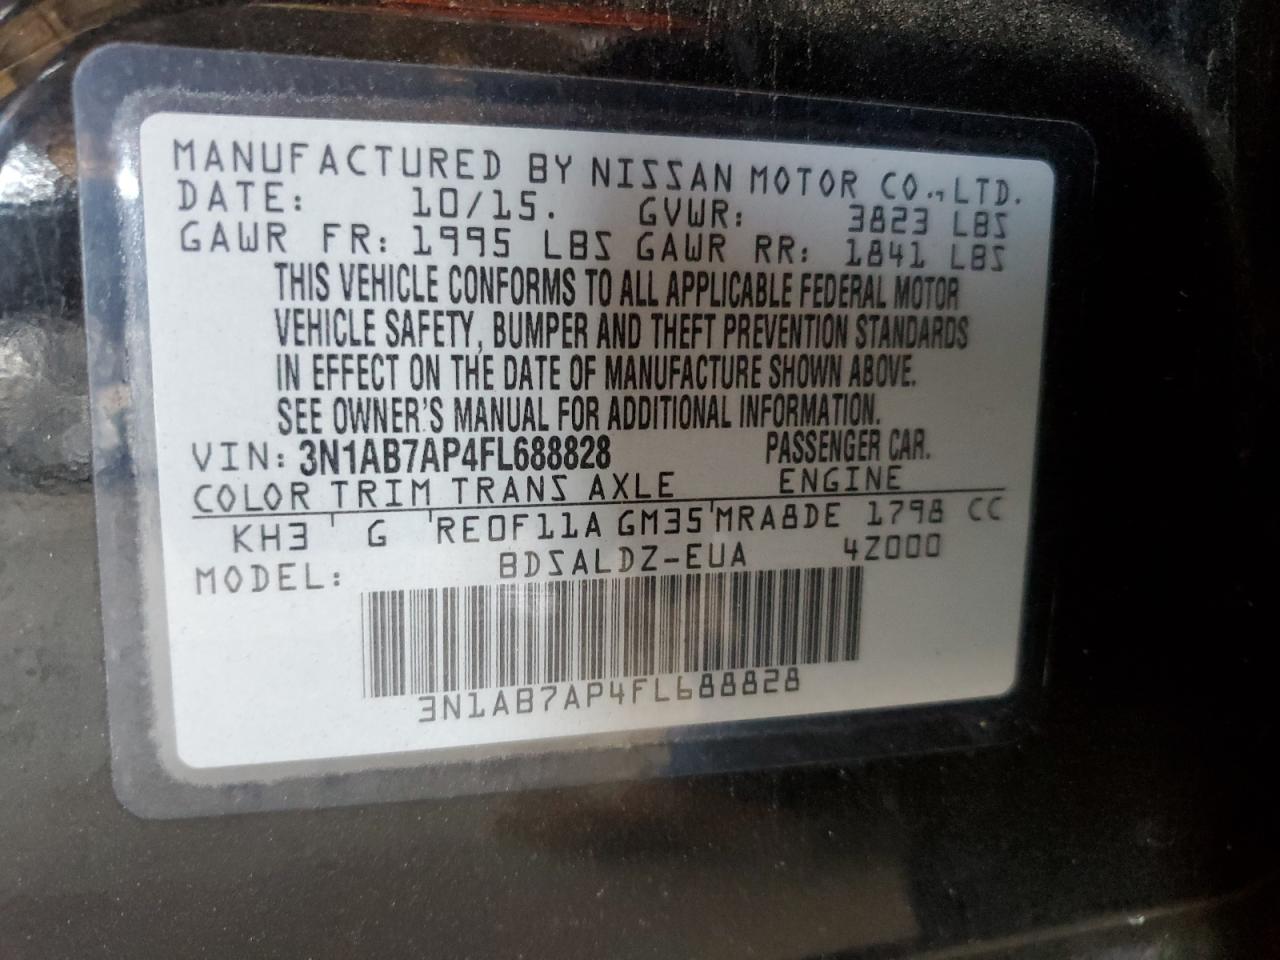 MANUFACTURED BY NISSAN MOTOR CO., LTD.
DATE: 10/15. GVWR: 3823 LBS
GAWR FR: 1995 LBS GAWR RR: 1841 LBS
THIS VEHICLE CONFORMS TO ALL APPLICABLE FEDERAL MOTOR
VEHICLE SAFETY, BUMPER AND THEFT PREVENTION STANDARDS
IN EFFECT ON THE DATE OF MANUFACTURE SHOWN ABOVE.
SEE OWNER'S MANUAL FOR ADDITIONAL INFORMATION.
VIN: 3N1AB7AP4FL688828 PASSENGER CAR.
COLOR TRIM TRANS AXLE ENGINE
KH3 G RE0F11A GM35 MRA8DE 1798 CC
MODEL: BDSALDZ-EUA 4Z000
3N1AB7AP4FL688828